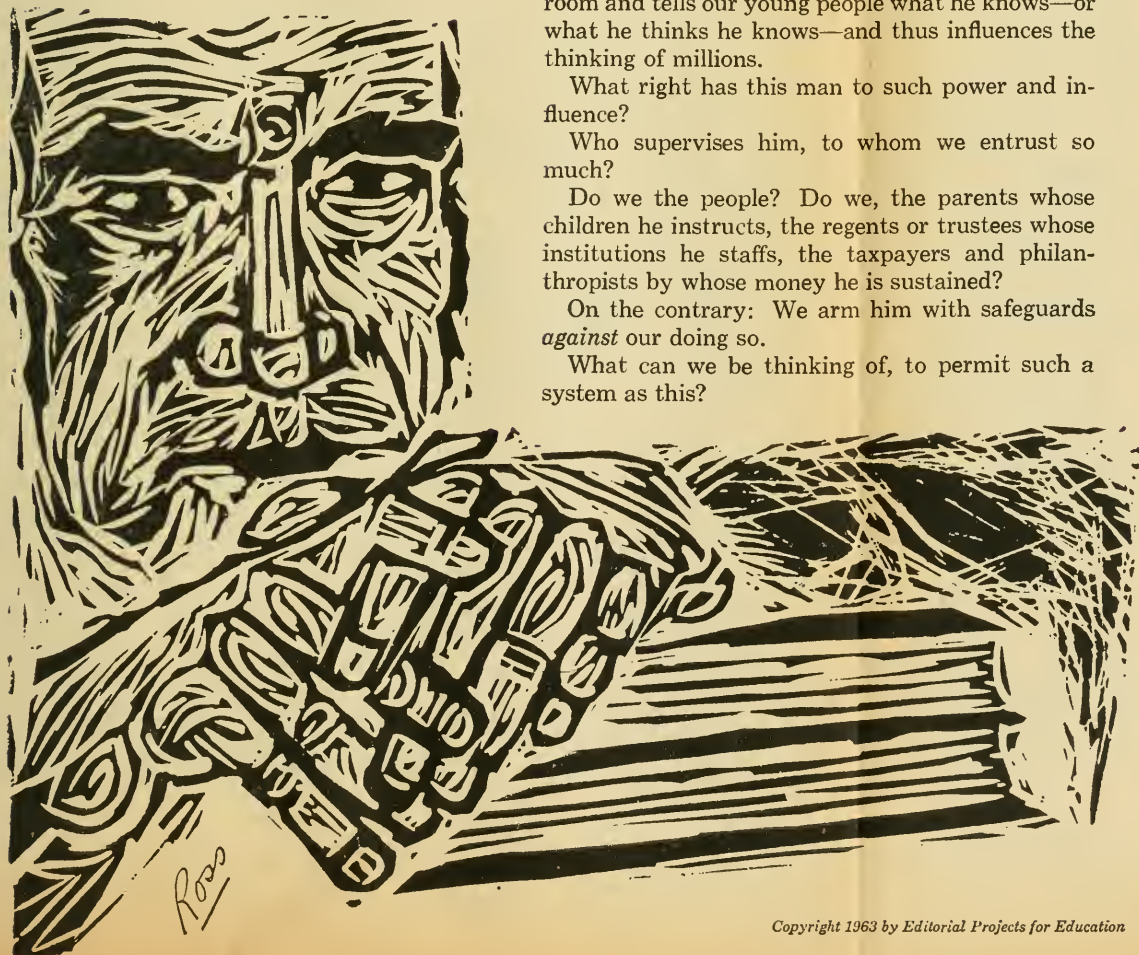 room and tells our young people what he knows—or
what he thinks he knows—and thus influences the
thinking of millions.
What right has this man to such power and in-
fluence?
Who supervises him, to whom we entrust so
much?
Do we the people? Do we, the parents whose
children he instructs, the regents or trustees whose
institutions he staffs, the taxpayers and philan-
thropists by whose money he is sustained?
On the contrary: We arm him with safeguards
against our doing so.
What can we be thinking of, to permit such a
system as this?
Ross
Copyright 1963 by Editorial Projects for Education